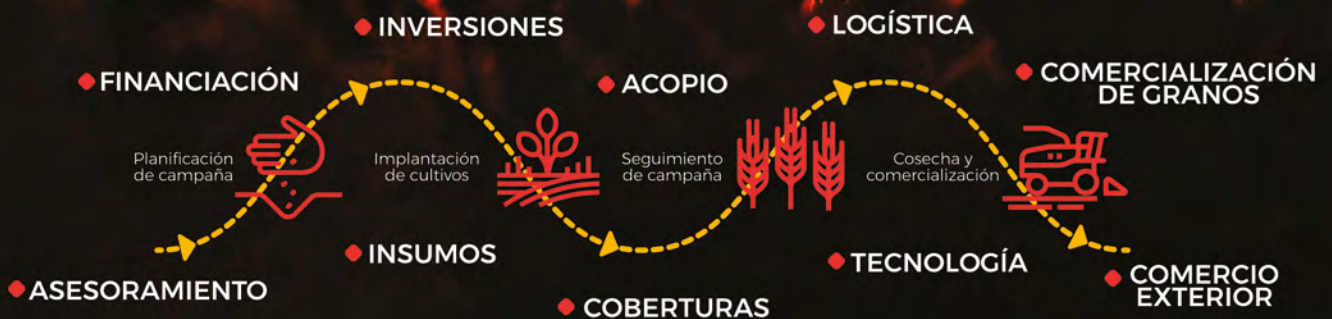 INVERSIONES
LOGÍSTICA
FINANCIACIÓN
ACOPIO
COMERCIALIZACIÓN
DE GRANOS
Planificación
de campaña
Implantación
de cultivos
Seguimiento
de campaña
Cosecha y
comercialización
INSUMOS
TECNOLOGÍA
ASESORAMIENTO
COBERTURAS
COMERCIO
EXTERIOR